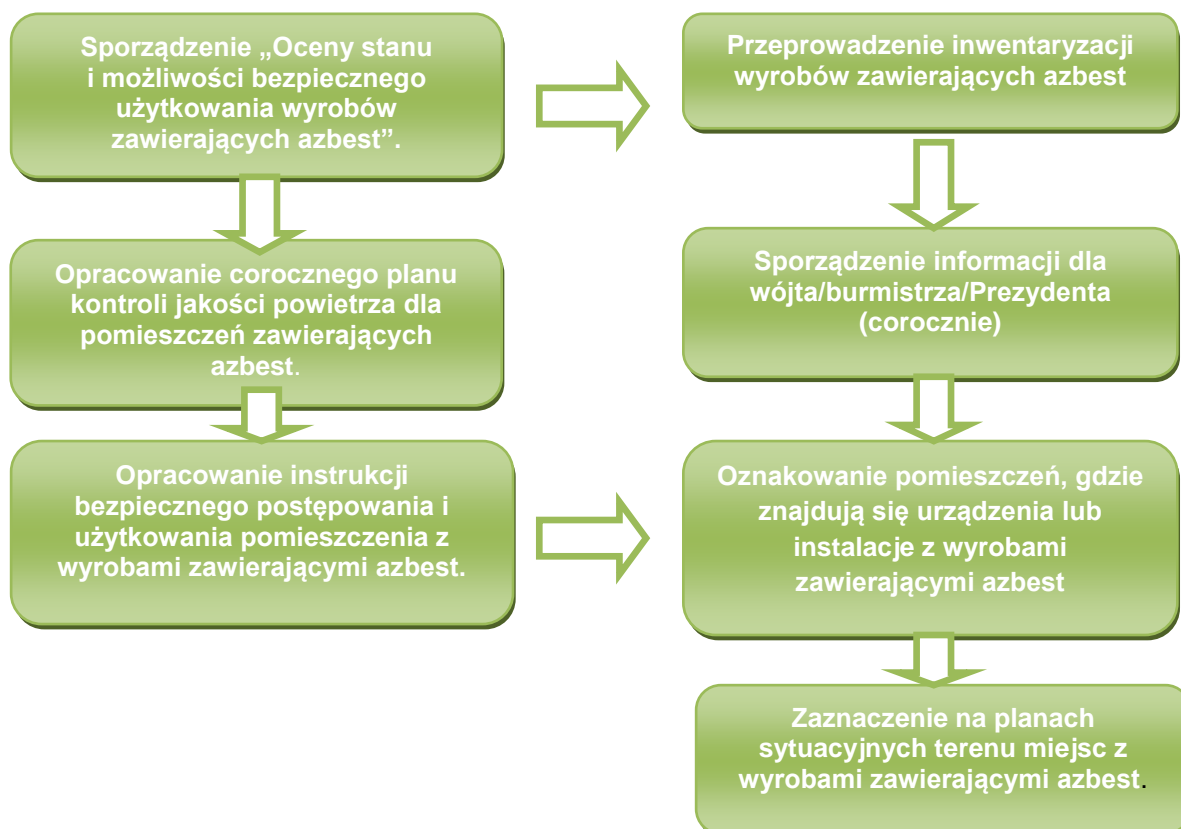 Sporządzenie „Oceny stanu
i możliwości bezpiecznego
użytkowania wyrobów
zawierających azbest”.
Przeprowadzenie inwentaryzacji
wyrobów zawierających azbest
Opracowanie corocznego planu
kontroli jakości powietrza dla
pomieszczeń zawierających
azbest.
Sporządzenie informacji dla
wójta/burmistrza/Prezydenta
(corocznie)
Opracowanie instrukcji
bezpiecznego postępowania i
użytkowania pomieszczenia z
wyrobami zawierającymi azbest.
Oznakowanie pomieszczeń, gdzie
znajdują się urządzenia lub
instalacje z wyrobami
zawierającymi azbest
Zaznaczenie na planach
sytuacyjnych terenu miejsc z
wyrobami zawierającymi azbest.